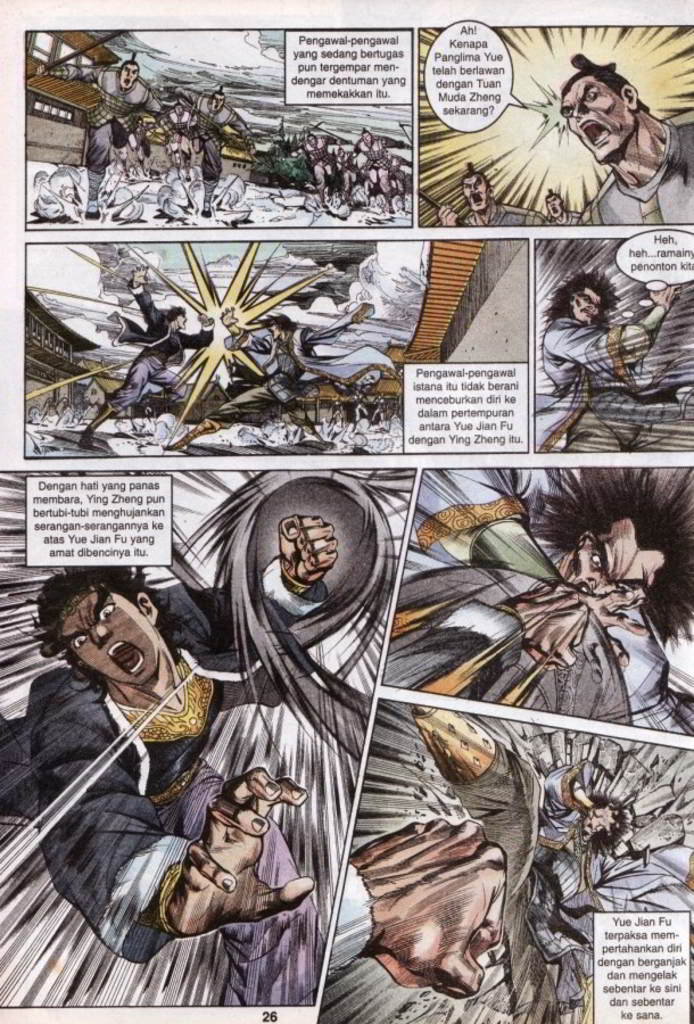 Pengawal-pengawal
yang sedang bertugas
pun tergempar men-
dengar dentuman yang
memekakkan itu.
Ah!
Kenapa
Panglima Yue
telah berlawan
dengan Tuan
Muda Zheng
sekarang?
Pengawal-pengawal
istana itu tidak berani
menceburkan diri ke
dalam pertempuran
antara Yue Jian Fu
dengan Ying Zheng itu.
Heh,
heh...ramainy
penonton kita
Dengan hati yang panas
membara, Ying Zheng pun
bertubi-tubi menghujankan
serangan-serangannya ke
atas Yue Jian Fu yang
amat dibencinya itu.
Yue Jian Fu
terpaksa mem-
pertahankan diri
dengan berganjak
dan mengelak
sebentar ke sini
dan sebentar
ke sana.
26